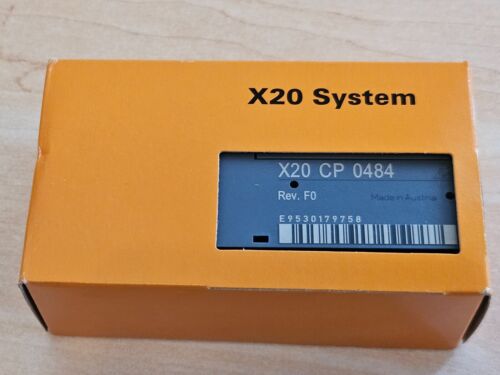 X20 System
X20 CP 0484
Rev. F0
Made in Austria
E9530179758